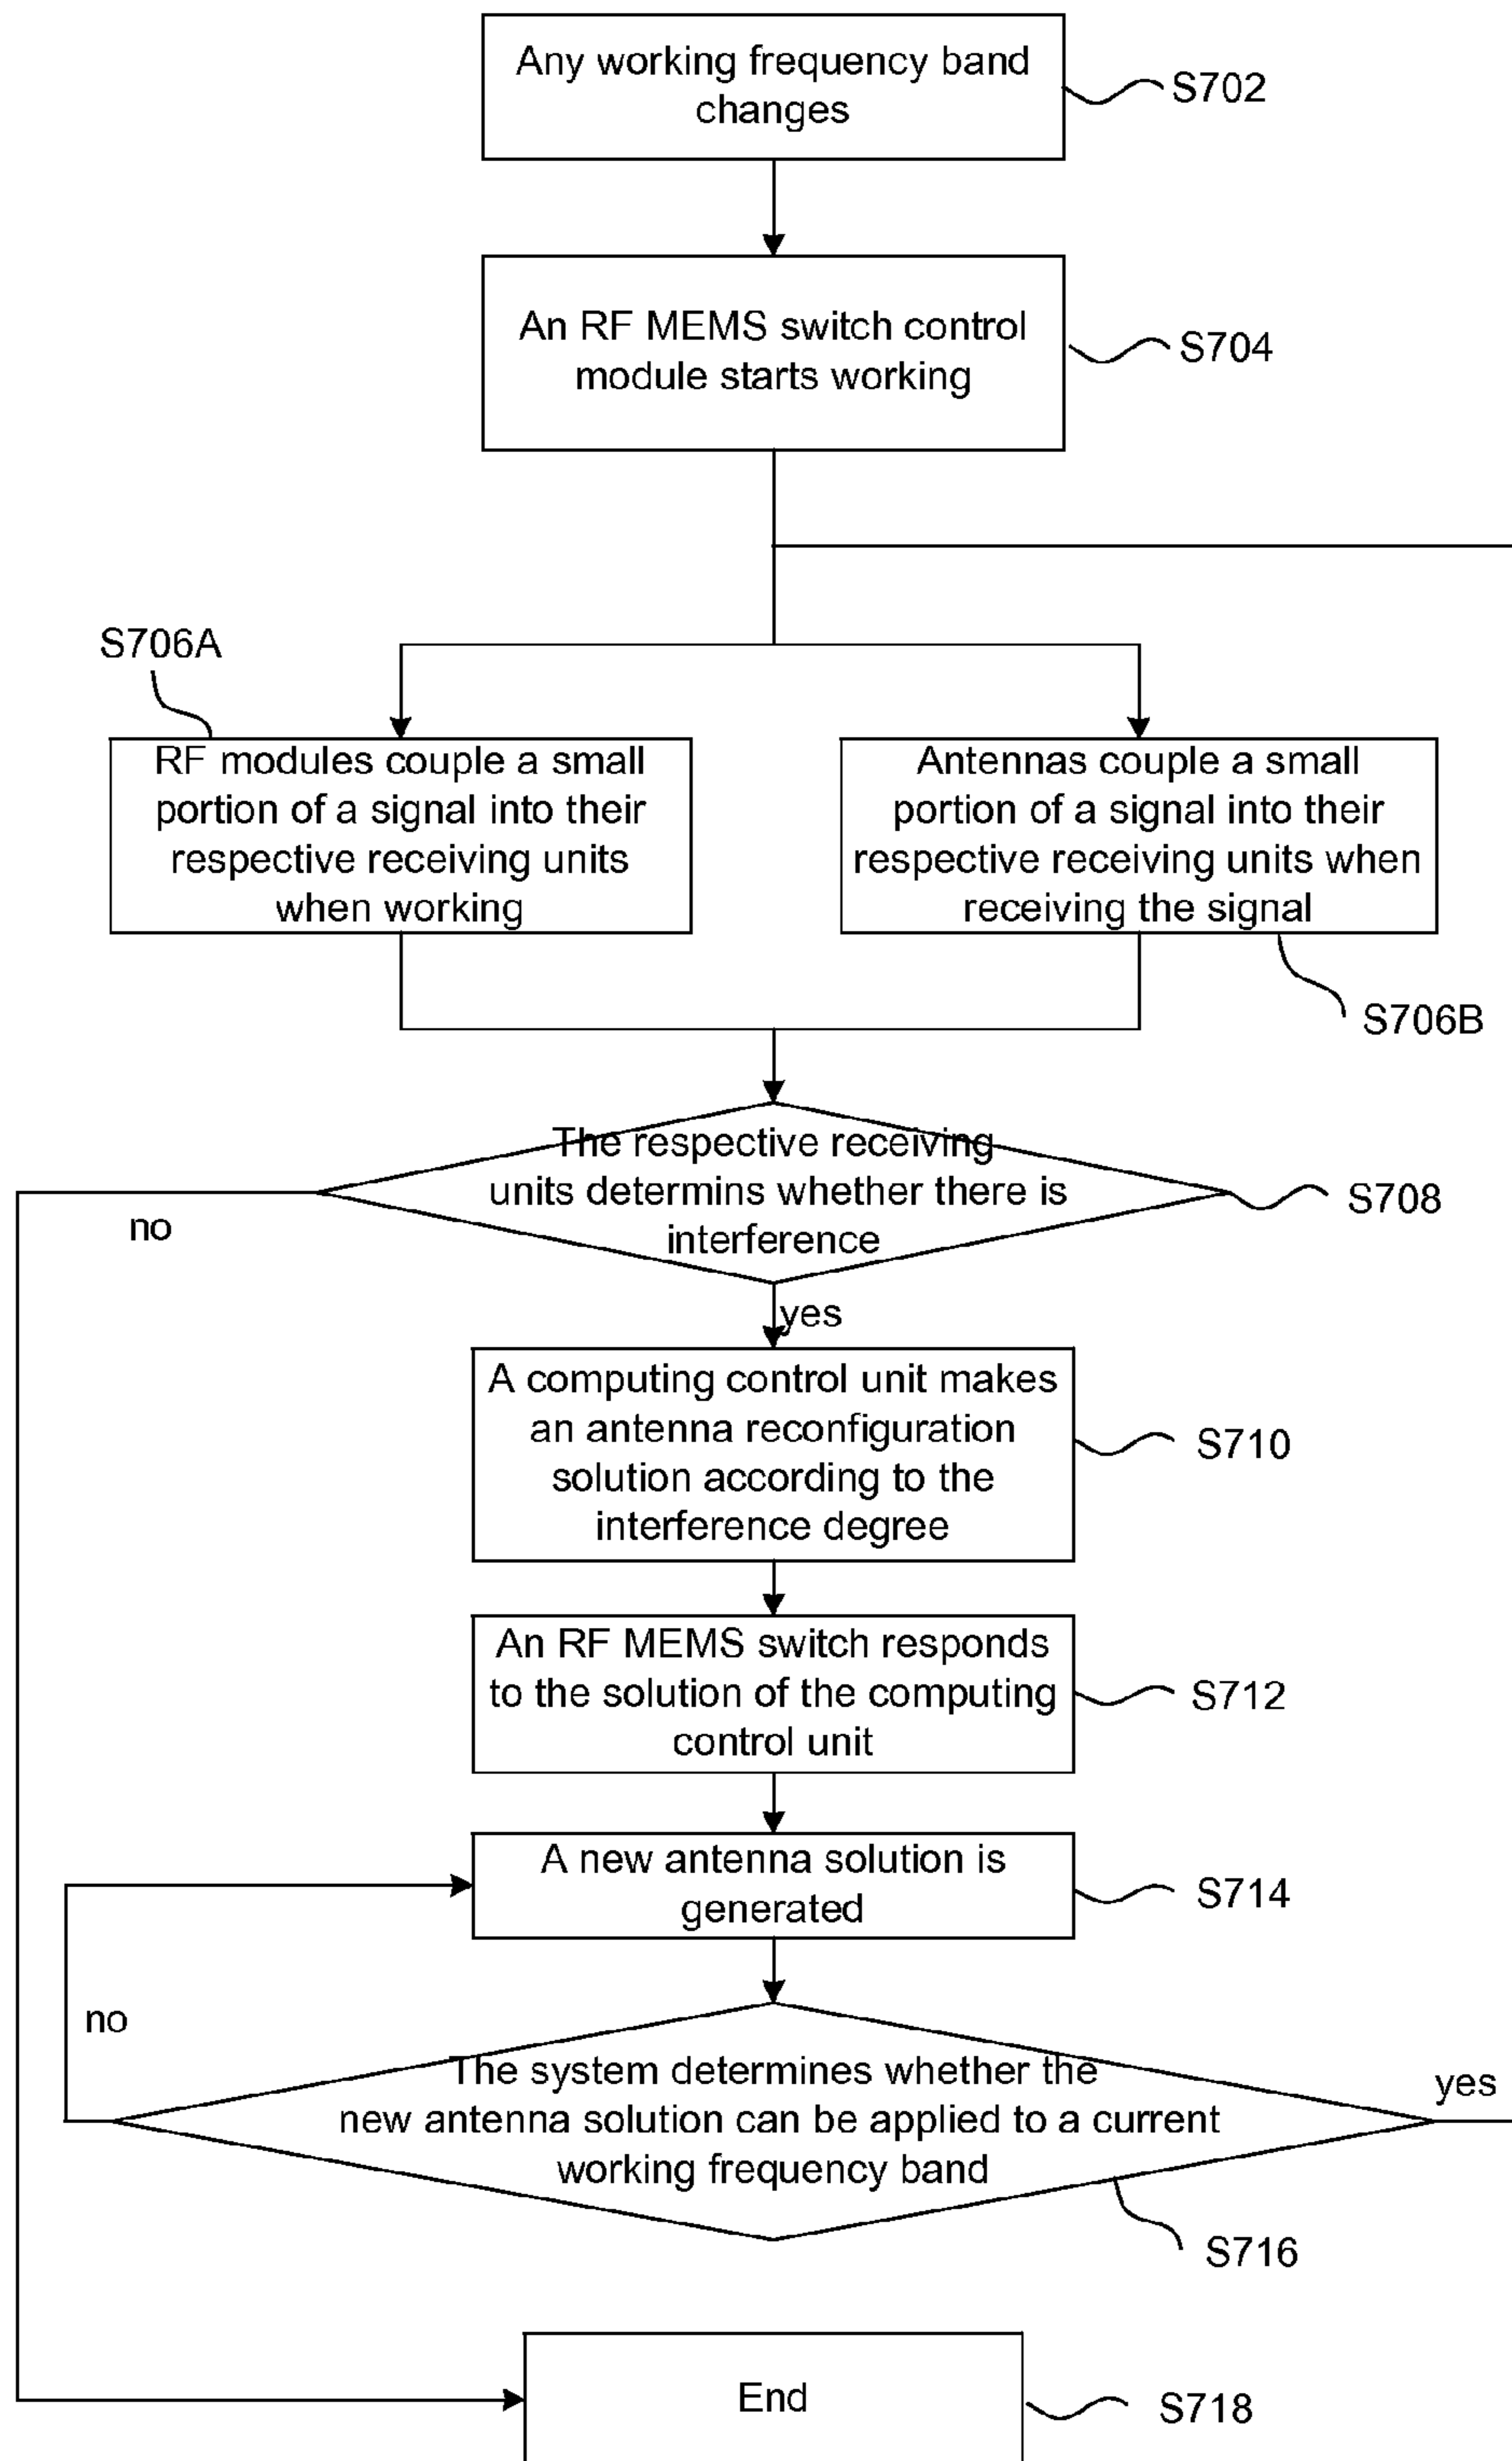 Any working frequency band
changes
S702
An RF MEMS switch control
module starts working
S704
S706A
RF modules couple a small
portion of a signal into their
respective receiving units
when working
Antennas couple a small
portion of a signal into their
respective receiving units when
receiving the signal
S706B
The respective receiving
units determins whether there is
interference
S708
no
yes
A computing control unit makes
an antenna reconfiguration
solution according to the
interference degree
S710
An RF MEMS switch responds
to the solution of the computing
control unit
S712
A new antenna solution is
generated
S714
no
The system determines whether the
new antenna solution can be applied to a current
working frequency band
yes
S716
End
S718